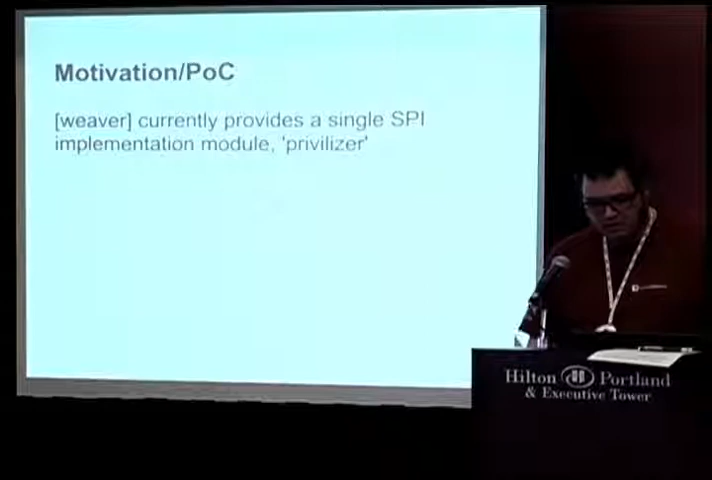 Motivation/PoC
[weaver] currently provides a single SPI
implementation module, 'privilizer'
Hilton Portland
& Executive Tower